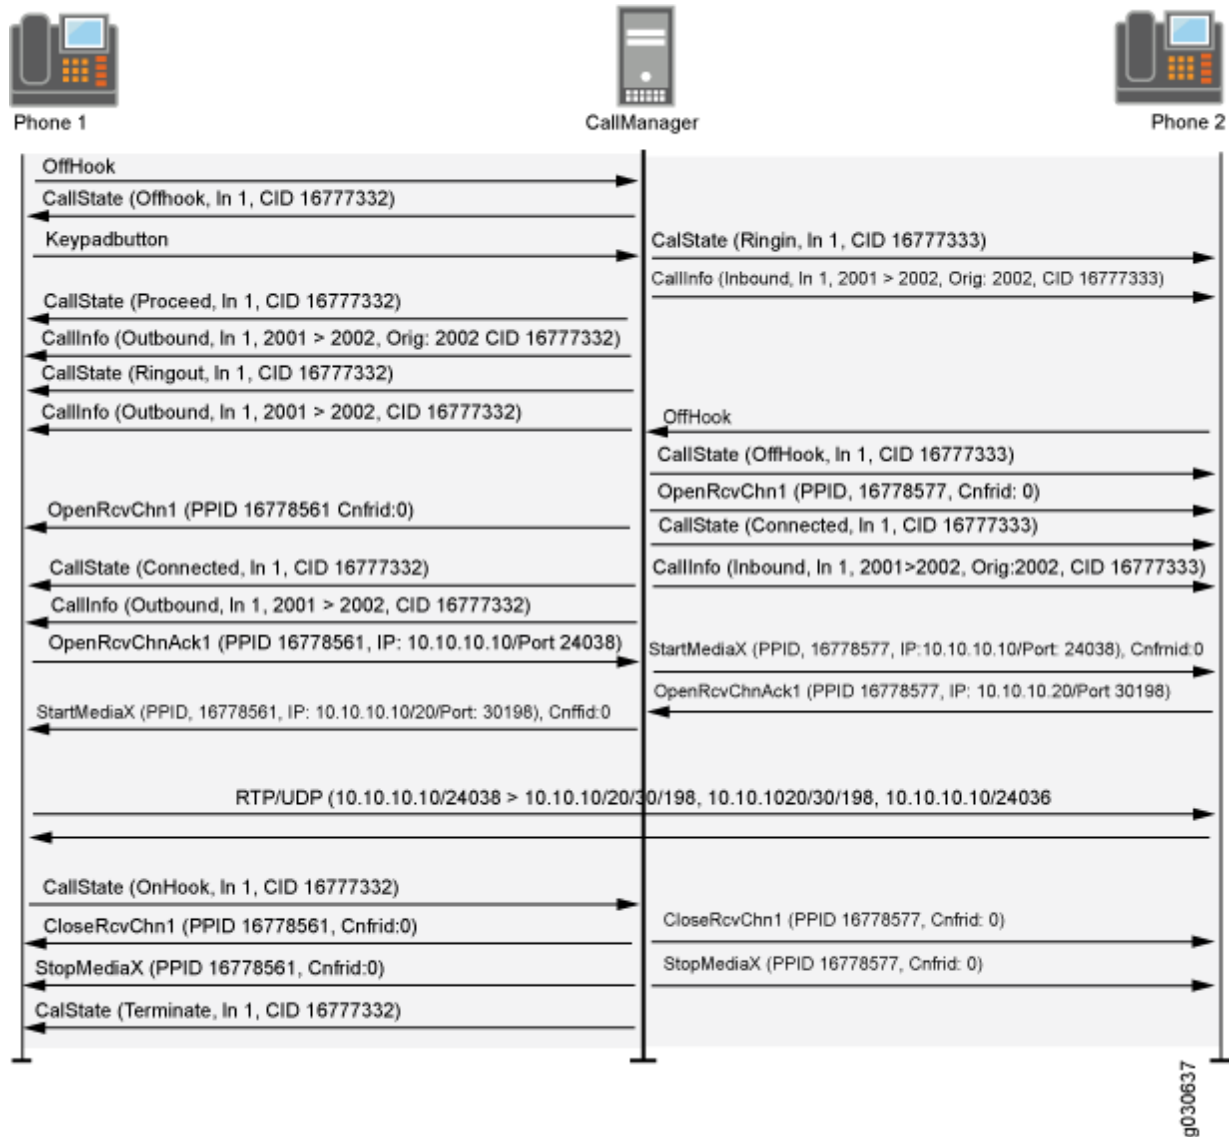 Phone 1
CallManager
Phone 2
OffHook
CallState (Offhook, In 1, CID 16777332)
Keypadbutton
CalState (Ringin, In 1, CID 16777333)
CallInfo (Inbound, In 1, 2001 > 2002, Orig: 2002, CID 16777333)
CallState (Proceed, In 1, CID 16777332)
CallInfo (Outbound, In 1, 2001 > 2002, Orig: 2002 CID 16777332)
CallState (Ringout, In 1, CID 16777332)
CallInfo (Outbound, In 1, 2001 > 2002, CID 16777332)
OffHook
CallState (OffHook, In 1, CID 16777333)
OpenRcvChn1 (PPID, 16778577, Cnfrid: 0)
OpenRcvChn1 (PPID 16778561 Cnfrid:0)
CallState (Connected, In 1, CID 16777333)
CallState (Connected, In 1, CID 16777332)
CallInfo (Inbound, In 1, 2001>2002, Orig:2002, CID 16777333)
CallInfo (Outbound, In 1, 2001 > 2002, CID 16777332)
OpenRcvChnAck1 (PPID 16778561, IP: 10.10.10.10/Port 24038)
StartMediaX (PPID, 16778577, IP:10.10.10.10/Port: 24038), Cnfmid:0
OpenRcvChnAck1 (PPID 16778577, IP: 10.10.10.20/Port 30198)
StartMediaX (PPID, 16778561, IP: 10.10.10.10/20/Port: 30198), Cnffid:0
RTP/UDP (10.10.10.10/24038 > 10.10.10/20/30/198, 10.10.1020/30/198, 10.10.10.10/24036
CallState (OnHook, In 1, CID 16777332)
CloseRcvChn1 (PPID 16778561, Cnfrid:0)
CloseRcvChn1 (PPID 16778577, Cnfrid: 0)
StopMediaX (PPID 16778561, Cnfrid:0)
StopMediaX (PPID 16778577, Cnfrid: 0)
CalState (Terminate, In 1, CID 16777332)
g030637